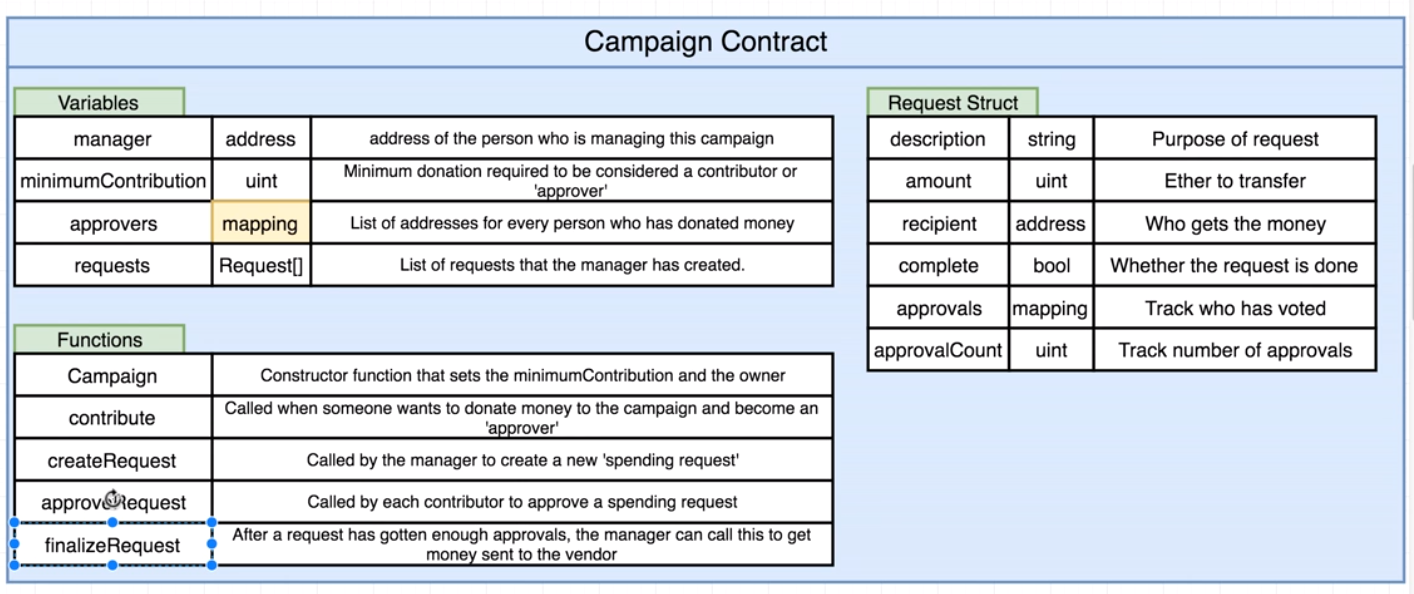 Campaign Contract
Variables
manager address address of the person who is managing this campaign
minimumContribution uint Minimum donation required to be considered a contributor or
'approver'
approvers mapping List of addresses for every person who has donated money
requests Request[] List of requests that the manager has created.
Functions
Campaign Constructor function that sets the minimumContribution and the owner
contribute Called when someone wants to donate money to the campaign and become an
'approver'
createRequest Called by the manager to create a new 'spending request'
approveRequest Called by each contributor to approve a spending request
finalizeRequest After a request has gotten enough approvals, the manager can call this to get
money sent to the vendor
Request Struct
description string Purpose of request
amount uint Ether to transfer
recipient address Who gets the money
complete bool Whether the request is done
approvals mapping Track who has voted
approvalCount uint Track number of approvals